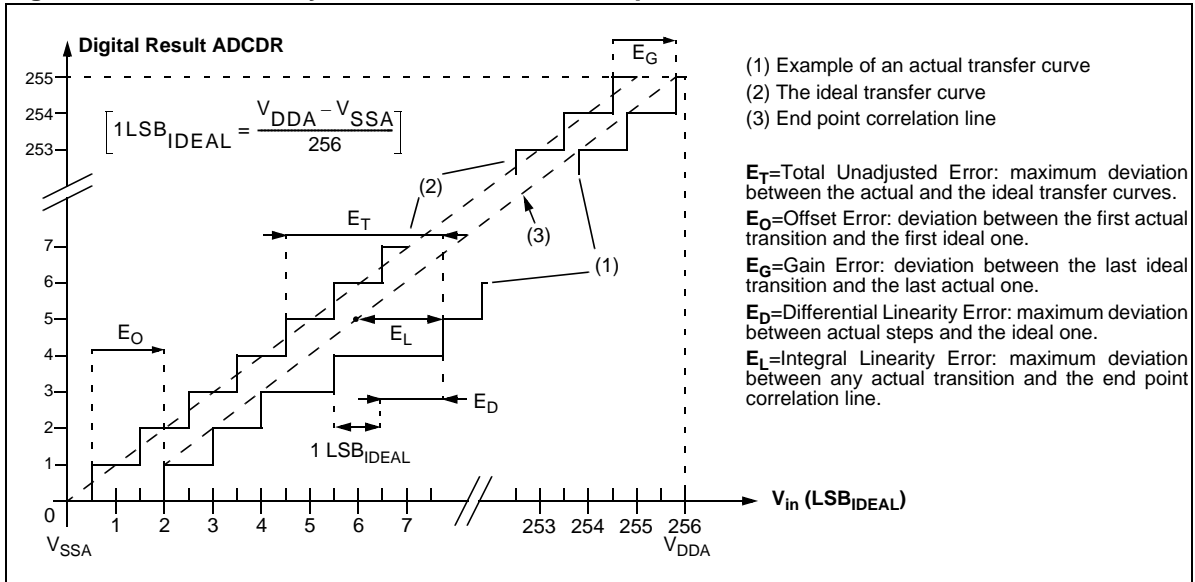 Digital Result ADCDR
E_G
255
254
253
[1LSB_IDEAL = (V_DDA – V_SSA) / 256]
(1) Example of an actual transfer curve
(2) The ideal transfer curve
(3) End point correlation line
E_T=Total Unadjusted Error: maximum deviation
between the actual and the ideal transfer curves.
E_O=Offset Error: deviation between the first actual
transition and the first ideal one.
E_G=Gain Error: deviation between the last ideal
transition and the last actual one.
E_D=Differential Linearity Error: maximum deviation
between actual steps and the ideal one.
E_L=Integral Linearity Error: maximum deviation
between any actual transition and the end point
correlation line.
(2)
E_T
(3)
(1)
7
6
5
4
3
2
1
E_O
E_L
E_D
1 LSB_IDEAL
0
1 2 3 4 5 6 7 253 254 255 256
V_in (LSB_IDEAL)
V_SSA
V_DDA